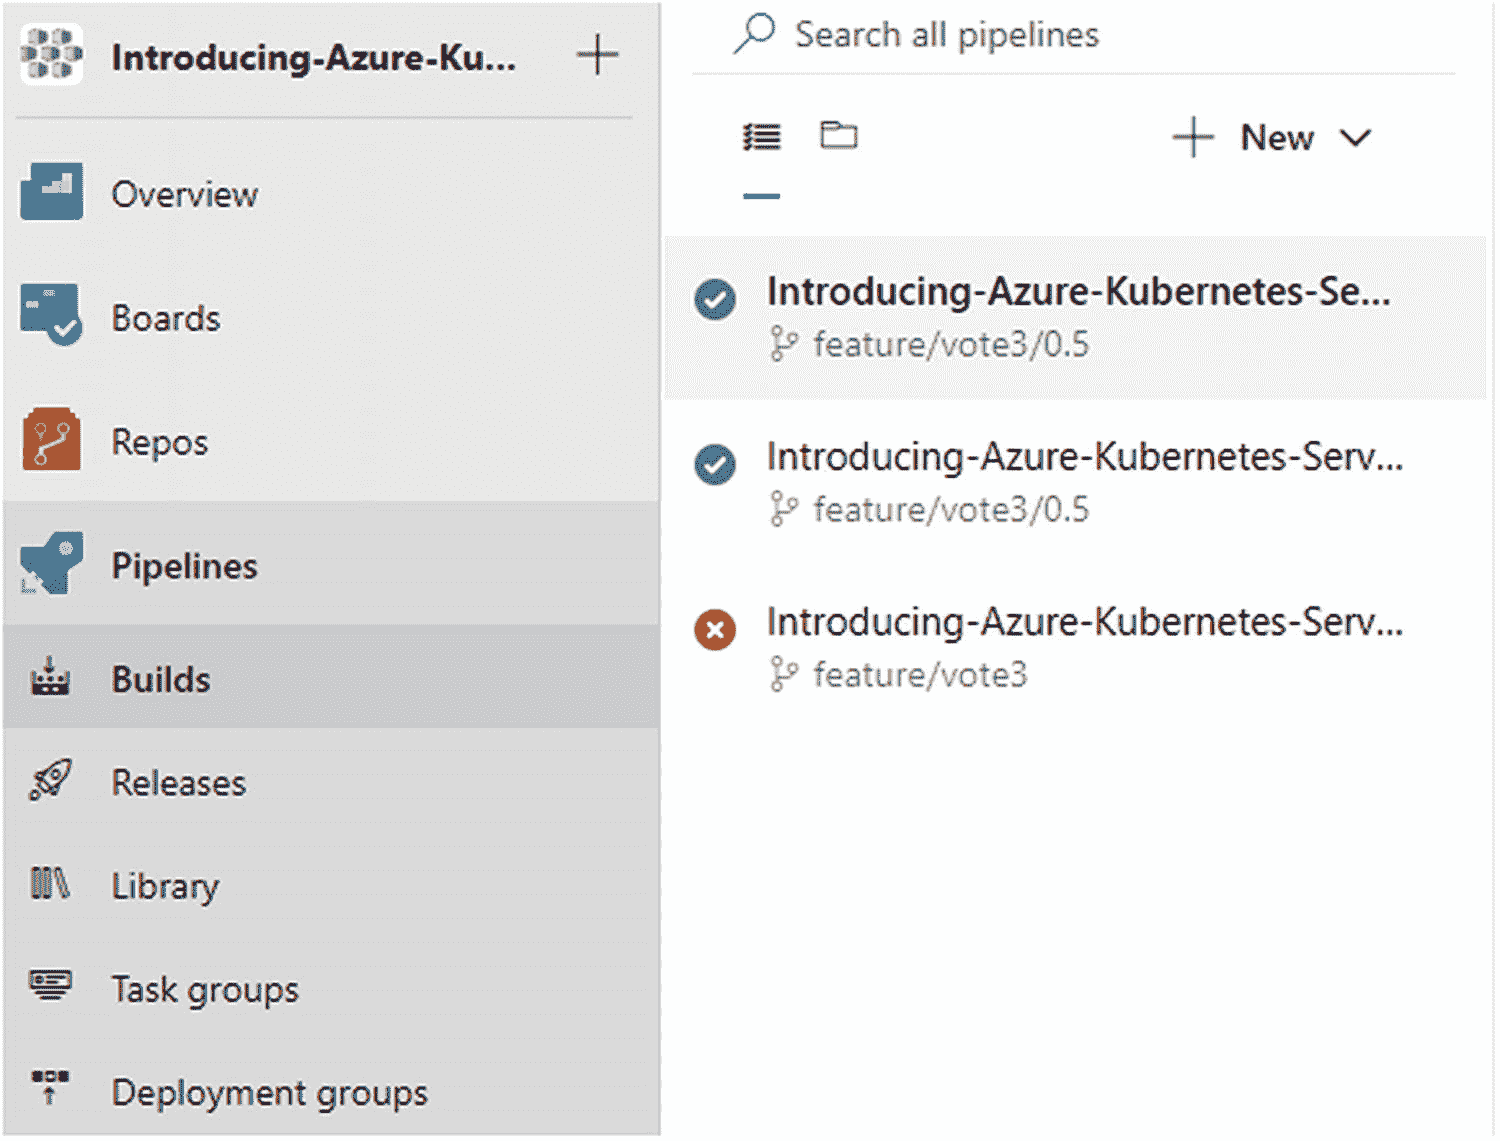 Introducing-Azure-Ku...
Overview
Boards
Repos
Pipelines
Builds
Releases
Library
Task groups
Deployment groups
Search all pipelines
New
Introducing-Azure-Kubernetes-Se...
feature/vote3/0.5
Introducing-Azure-Kubernetes-Serv...
feature/vote3/0.5
Introducing-Azure-Kubernetes-Serv...
feature/vote3